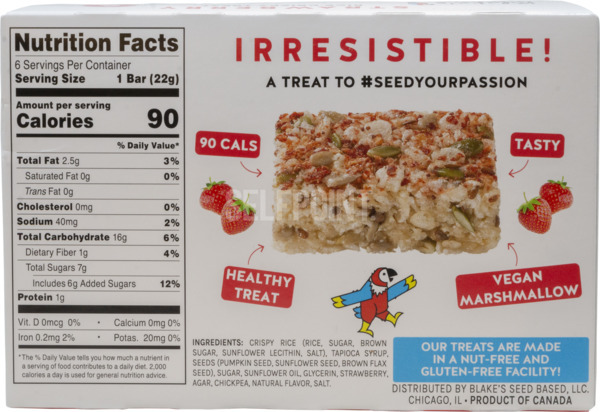 Nutrition Facts
6 Servings Per Container
Serving Size 1 Bar (22g)
Amount per serving
Calories 90
% Daily Value*
Total Fat 2.5g 3%
Saturated Fat 0g 0%
Trans Fat 0g
Cholesterol 0mg 0%
Sodium 40mg 2%
Total Carbohydrate 16g 6%
Dietary Fiber 1g 4%
Total Sugars 7g
Includes 6g Added Sugars 12%
Protein 1g
Vit. D 0mcg 0% • Calcium 0mg 0%
Iron 0.2mg 2% • Potas. 20mg 0%
*The % Daily Value tells you how much a nutrient in
a serving of food contributes to a daily diet. 2,000
calories a day is used for general nutrition advice.
IRRESISTIBLE!
A TREAT TO #SEEDYOURPASSION
90 CALS
TASTY
SELFPOINT
HEALTHY
TREAT
VEGAN
MARSHMALLOW
INGREDIENTS: CRISPY RICE (RICE, SUGAR, BROWN
SUGAR, SUNFLOWER LECITHIN, SALT), TAPIOCA SYRUP,
SEEDS (PUMPKIN SEED, SUNFLOWER SEED, BROWN FLAX
SEED), SUGAR, SUNFLOWER OIL, GLYCERIN, STRAWBERRY,
AGAR, CHICKPEA, NATURAL FLAVOR, SALT.
OUR TREATS ARE MADE
IN A NUT-FREE AND
GLUTEN-FREE FACILITY!
DISTRIBUTED BY BLAKE'S SEED BASED, LLC.
CHICAGO, IL • PRODUCT OF CANADA